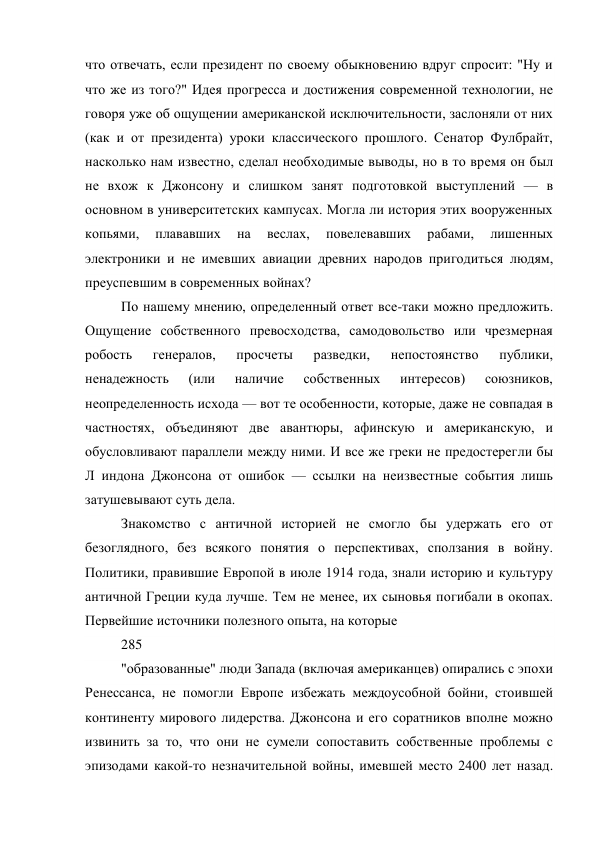 что отвечать, если президент по своему обыкновению вдруг спросит: "Ну и
что же из того?" Идея прогресса и достижения современной технологии, не
говоря уже об ощущении американской исключительности, заслоняли от них
(как и от президента) уроки классического прошлого. Сенатор Фулбрайт,
насколько нам известно, сделал необходимые выводы, но в то время он был
не вхож к Джонсону и слишком занят подготовкой выступлений — в
основном в университетских кампусах. Могла ли история этих вооруженных
копьями, плававших на веслах, повелевавших рабами, лишенных
электроники и не имевших авиации древних народов пригодиться людям,
преуспевшим в современных войнах?
По нашему мнению, определенный ответ все-таки можно предложить.
Ощущение собственного превосходства, самодовольство или чрезмерная
робость генералов, просчеты разведки, непостоянство публики,
ненадежность (или наличие собственных интересов) союзников,
неопределенность исхода — вот те особенности, которые, даже не совпадая в
частностях, объединяют две авантюры, афинскую и американскую, и
обусловливают параллели между ними. И все же греки не предостерегли бы
Л индона Джонсона от ошибок — ссылки на неизвестные события лишь
затушевывают суть дела.
Знакомство с античной историей не смогло бы удержать его от
безоглядного, без всякого понятия о перспективах, сползания в войну.
Политики, правившие Европой в июле 1914 года, знали историю и культуру
античной Греции куда лучше. Тем не менее, их сыновья погибали в окопах.
Первейшие источники полезного опыта, на которые
285
"образованные" люди Запада (включая американцев) опирались с эпохи
Ренессанса, не помогли Европе избежать междоусобной бойни, стоившей
континенту мирового лидерства. Джонсона и его соратников вполне можно
извинить за то, что они не сумели сопоставить собственные проблемы с
эпизодами какой-то незначительной войны, имевшей место 2400 лет назад.